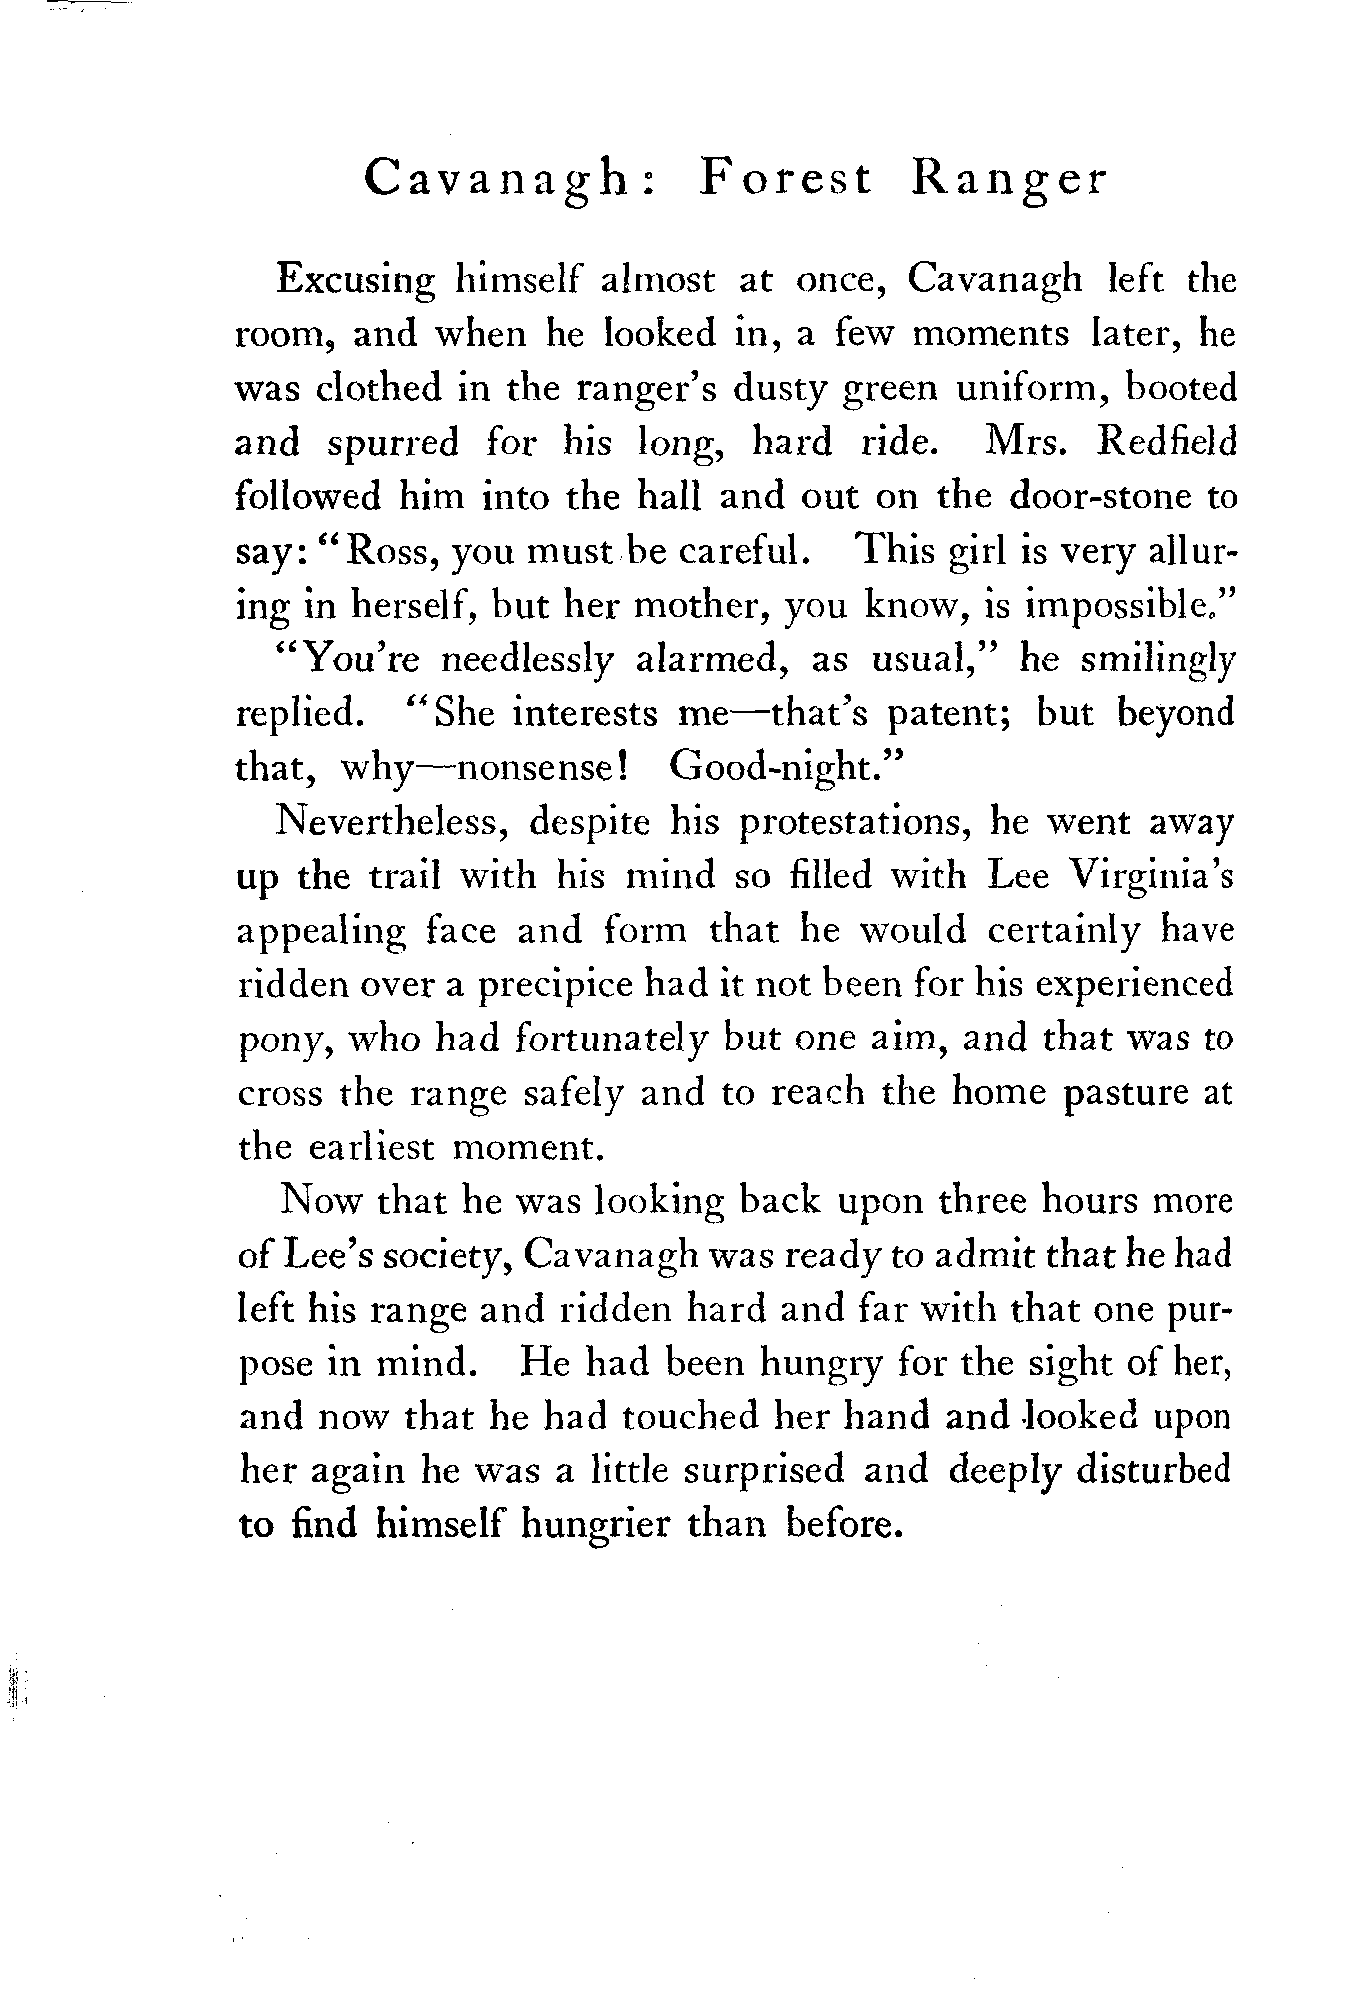 Cavanagh: Forest Ranger
Excusing himself almost at once, Cavanagh left the
room, and when he looked in, a few moments later, he
was clothed in the ranger's dusty green uniform, booted
and spurred for his long, hard ride. Mrs. Redfield
followed him into the hall and out on the door-stone to
say: "Ross, you must be careful. This girl is very allur-
ing in herself, but her mother, you know, is impossible."
"You're needlessly alarmed, as usual," he smilingly
replied. "She interests me—that's patent; but beyond
that, why—nonsense! Good-night."
Nevertheless, despite his protestations, he went away
up the trail with his mind so filled with Lee Virginia's
appealing face and form that he would certainly have
ridden over a precipice had it not been for his experienced
pony, who had fortunately but one aim, and that was to
cross the range safely and to reach the home pasture at
the earliest moment.
Now that he was looking back upon three hours more
of Lee's society, Cavanagh was ready to admit that he had
left his range and ridden hard and far with that one pur-
pose in mind. He had been hungry for the sight of her,
and now that he had touched her hand and looked upon
her again he was a little surprised and deeply disturbed
to find himself hungrier than before.